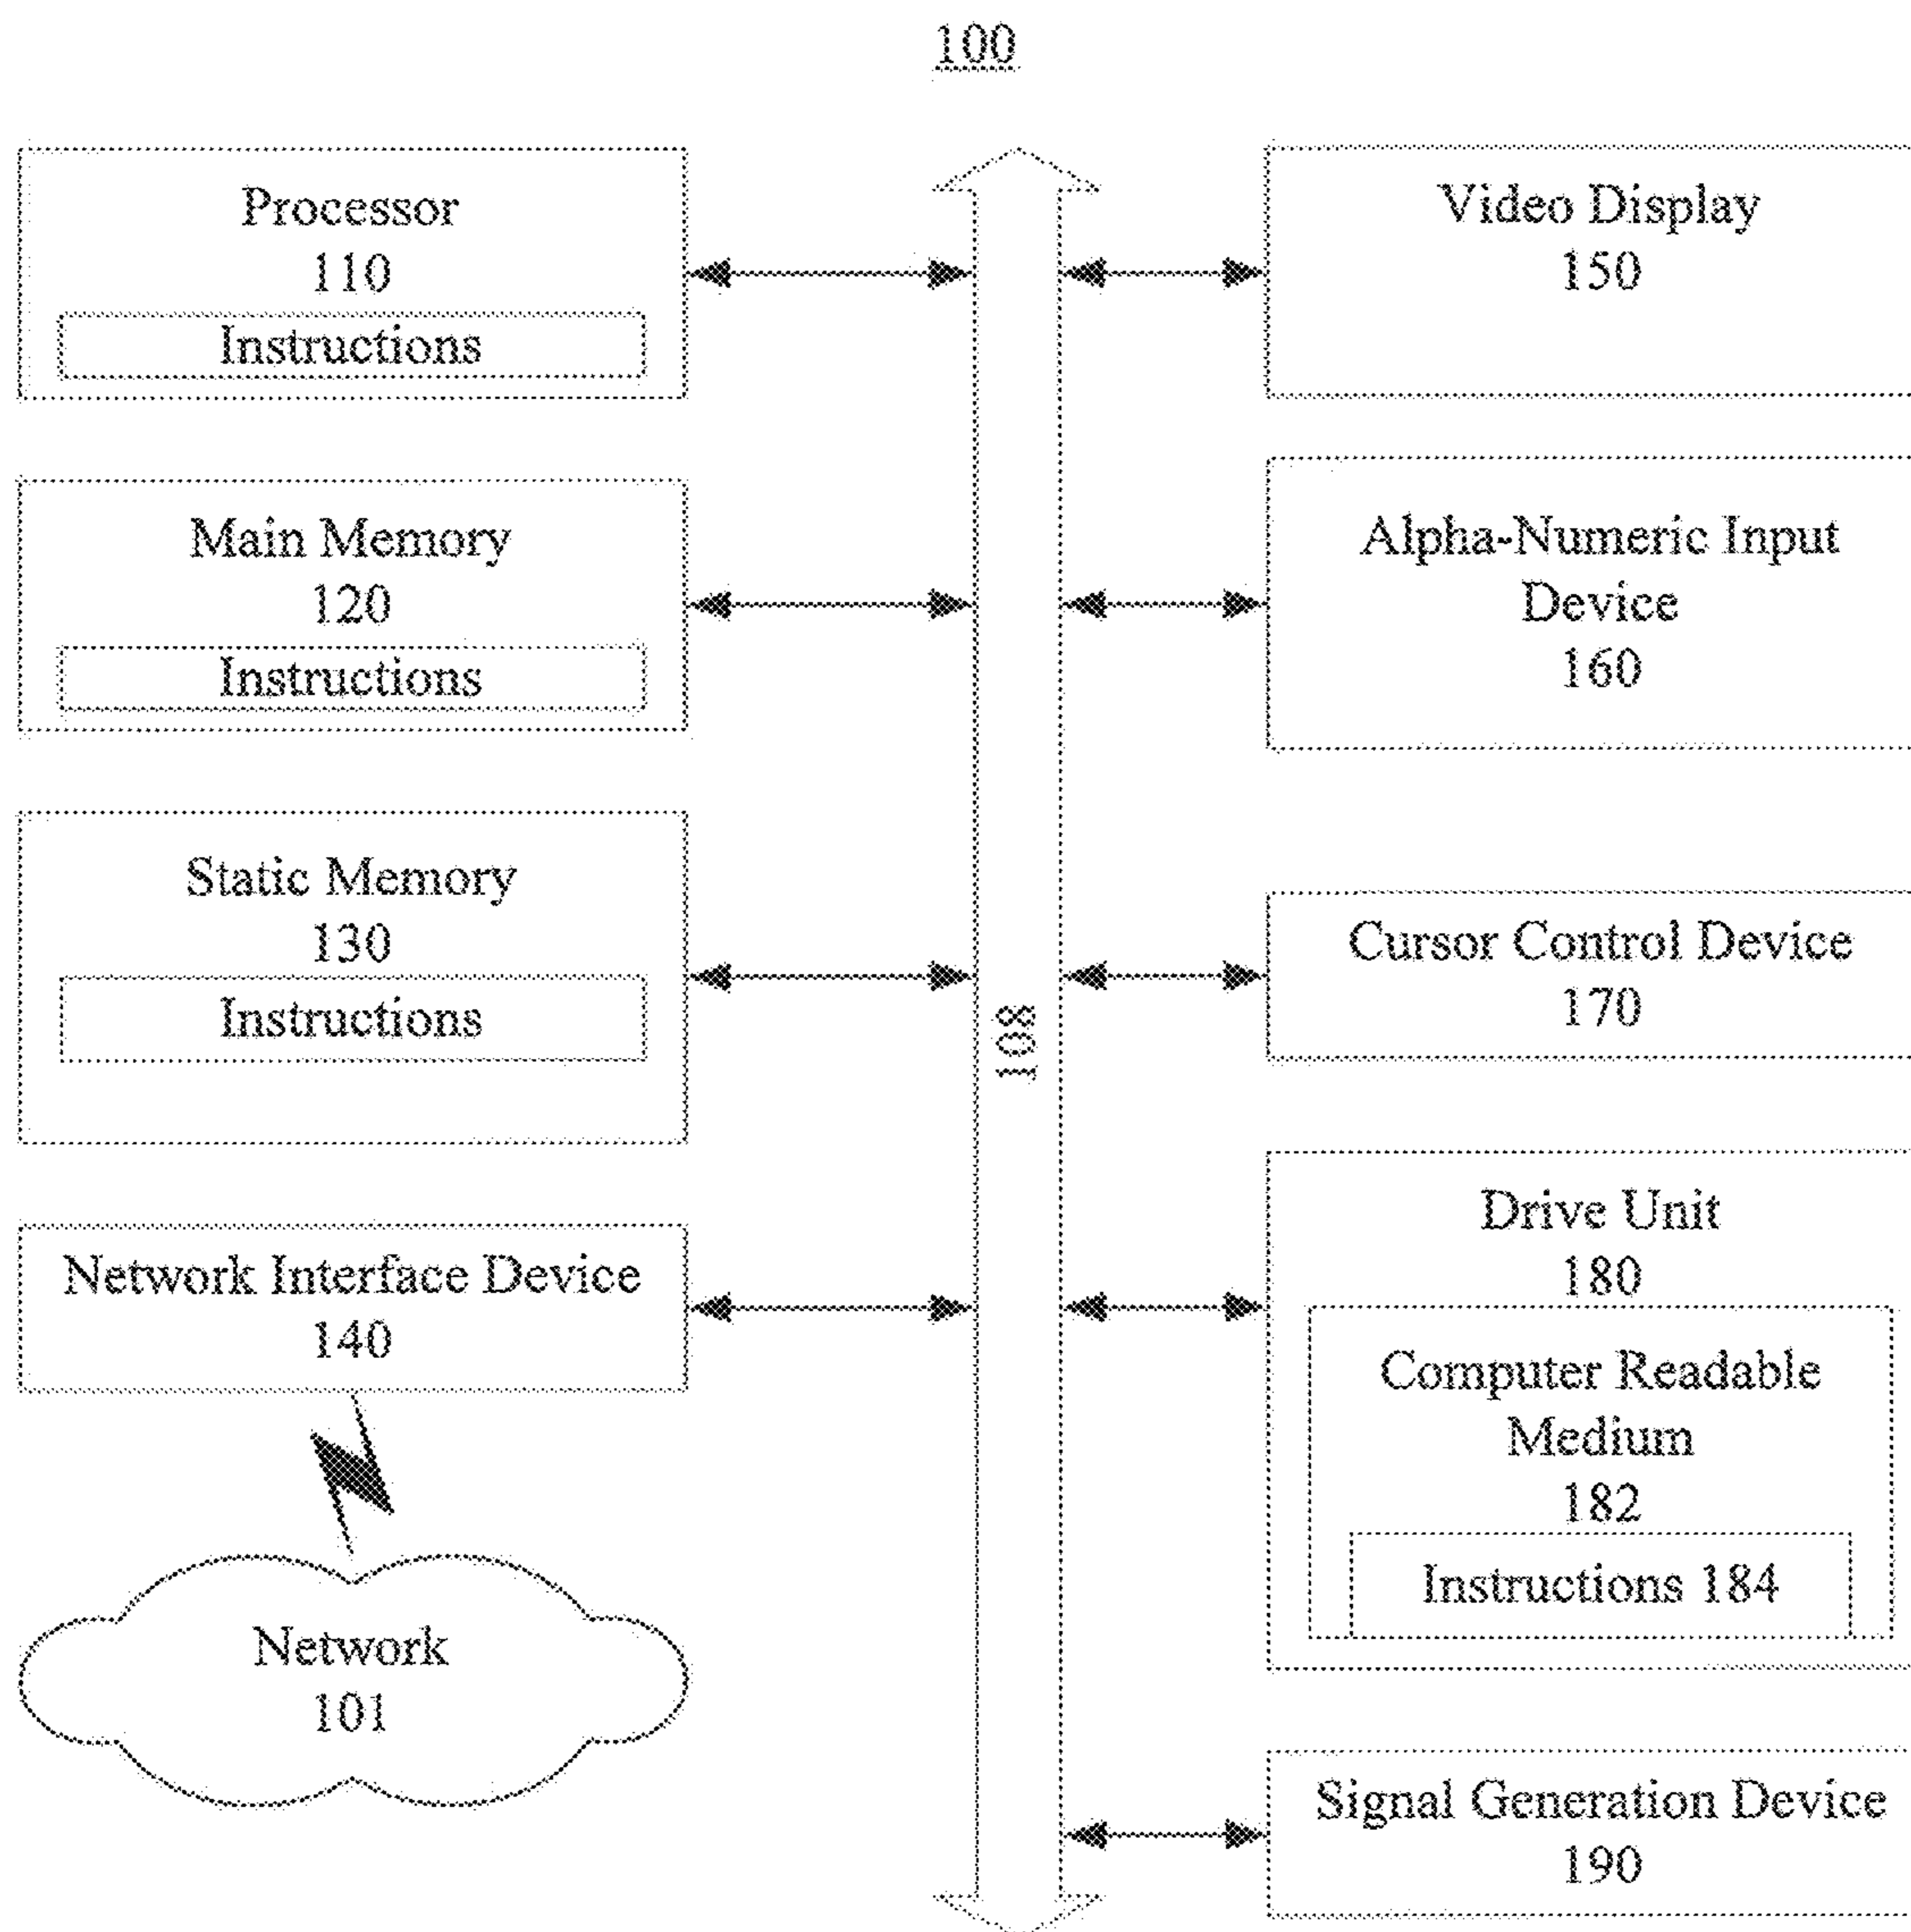 100
Processor
110
Instructions
Main Memory
120
Instructions
Static Memory
130
Instructions
Network Interface Device
140
Network
101
108
Video Display
150
Alpha-Numeric Input
Device
160
Cursor Control Device
170
Drive Unit
180
Computer Readable
Medium
182
Instructions 184
Signal Generation Device
190